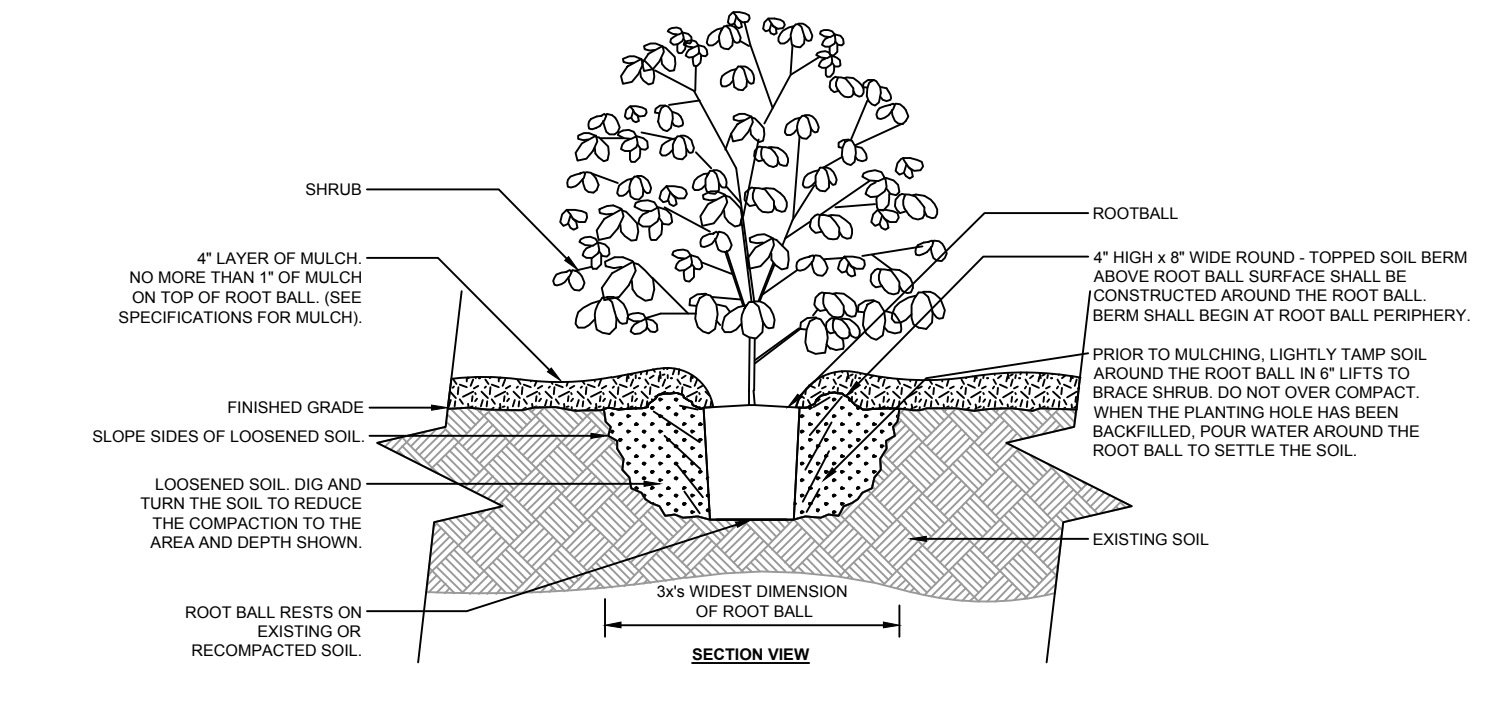 SHRUB
4" LAYER OF MULCH.
NO MORE THAN 1" OF MULCH
ON TOP OF ROOT BALL. (SEE
SPECIFICATIONS FOR MULCH).
FINISHED GRADE
SLOPE SIDES OF LOOSENED SOIL.
LOOSENED SOIL. DIG AND
TURN THE SOIL TO REDUCE
THE COMPACTION TO THE
AREA AND DEPTH SHOWN.
ROOT BALL RESTS ON
EXISTING OR
RECOMPACTED SOIL.
ROOTBALL
4" HIGH x 8" WIDE ROUND - TOPPED SOIL BERM
ABOVE ROOT BALL SURFACE SHALL BE
CONSTRUCTED AROUND THE ROOT BALL.
BERM SHALL BEGIN AT ROOT BALL PERIPHERY.
PRIOR TO MULCHING, LIGHTLY TAMP SOIL
AROUND THE ROOT BALL IN 6" LIFTS TO
BRACE SHRUB. DO NOT OVER COMPACT.
WHEN THE PLANTING HOLE HAS BEEN
BACKFILLED, POUR WATER AROUND THE
ROOT BALL TO SETTLE THE SOIL.
EXISTING SOIL
3x's WIDEST DIMENSION
OF ROOT BALL
SECTION VIEW